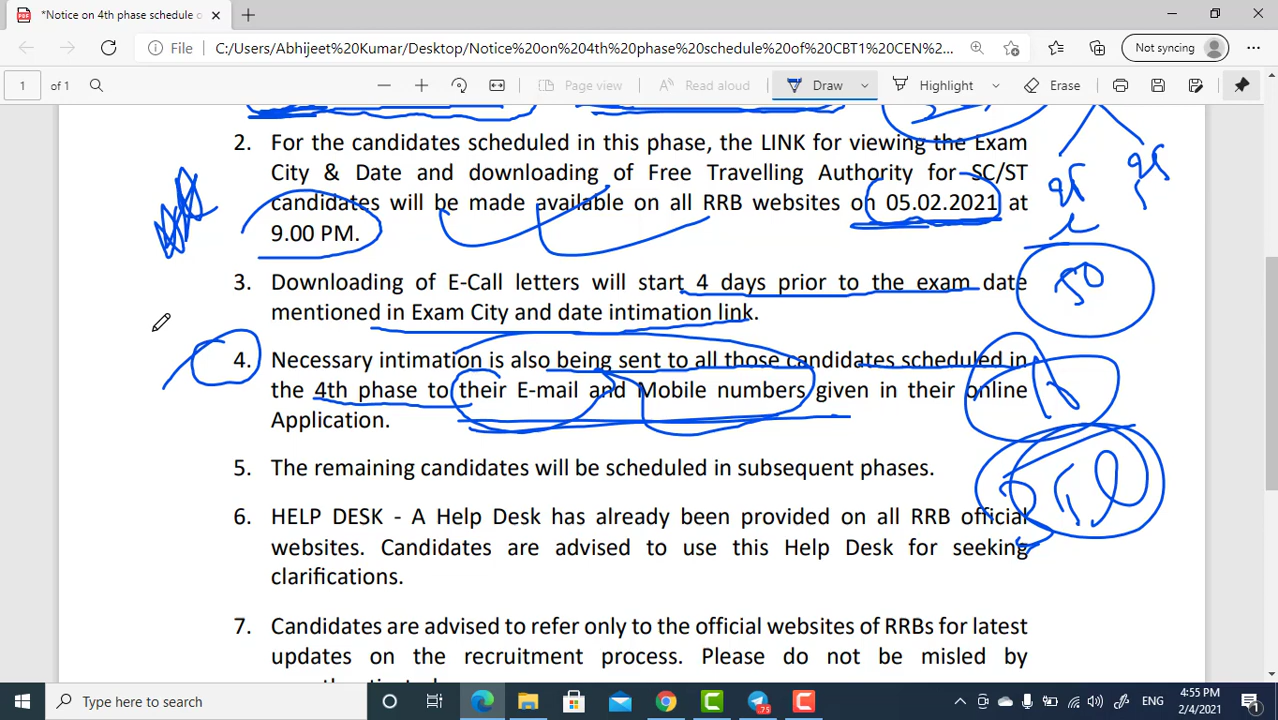 *Notice on 4th phase schedule o
File
C:/Users/Abhijeet%20Kumar/Desktop/Notice%20on%204th%20phase%20schedule%20of%20CBT1%20CEN%...
Not syncing
1 of 1
Page view
Read aloud
Draw
Highlight
Erase
2. For the candidates scheduled in this phase, the LINK for viewing the Exam
City & Date and downloading of Free Travelling Authority for SC/ST
candidates will be made available on all RRB websites on 05.02.2021 at
9.00 PM.
3. Downloading of E-Call letters will start 4 days prior to the exam date
mentioned in Exam City and date intimation link.
4. Necessary intimation is also being sent to all those candidates scheduled in
the 4th phase to their E-mail and Mobile numbers given in their online
Application.
5. The remaining candidates will be scheduled in subsequent phases.
6. HELP DESK - A Help Desk has already been provided on all RRB official
websites. Candidates are advised to use this Help Desk for seeking
clarifications.
7. Candidates are advised to refer only to the official websites of RRBs for latest
updates on the recruitment process. Please do not be misled by
Type here to search
75
ENG
4:55 PM
2/4/2021
1